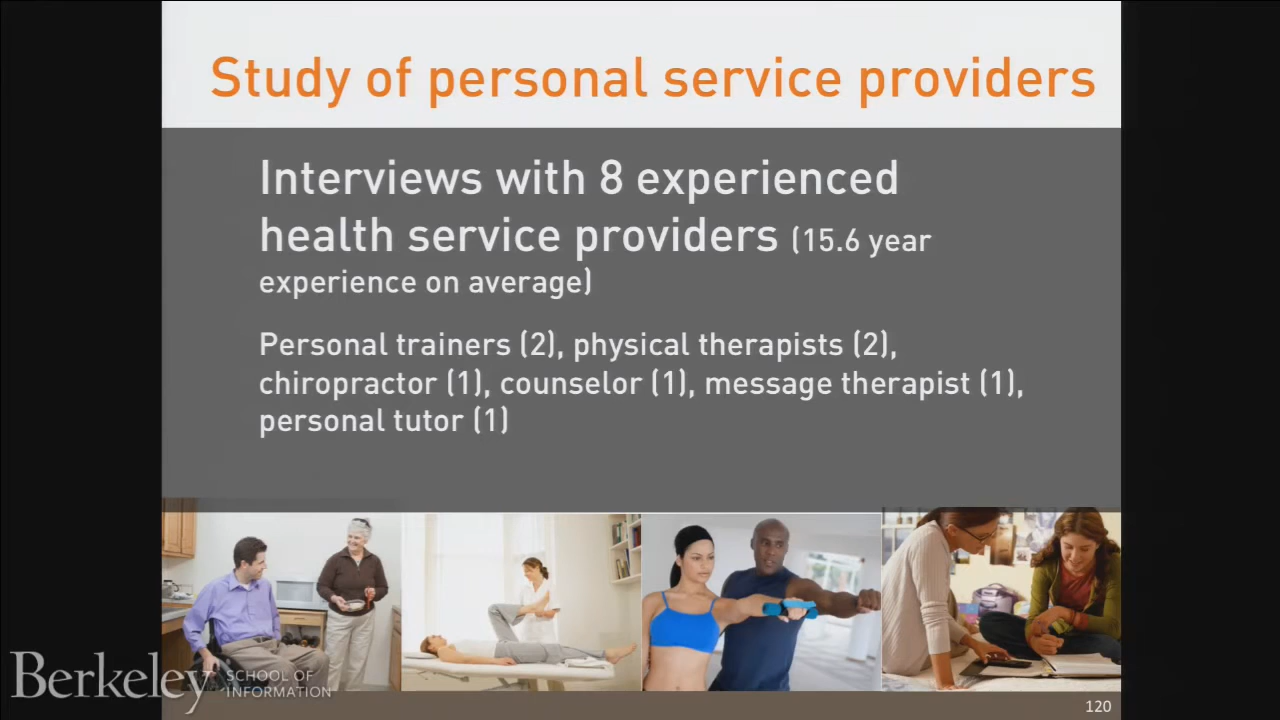 Study of personal service providers
Interviews with 8 experienced
health service providers (15.6 year
experience on average)
Personal trainers (2), physical therapists (2),
chiropractor (1), counselor (1), message therapist (1),
personal tutor (1)
Berkeley
SCHOOL OF
INFORMATION
120